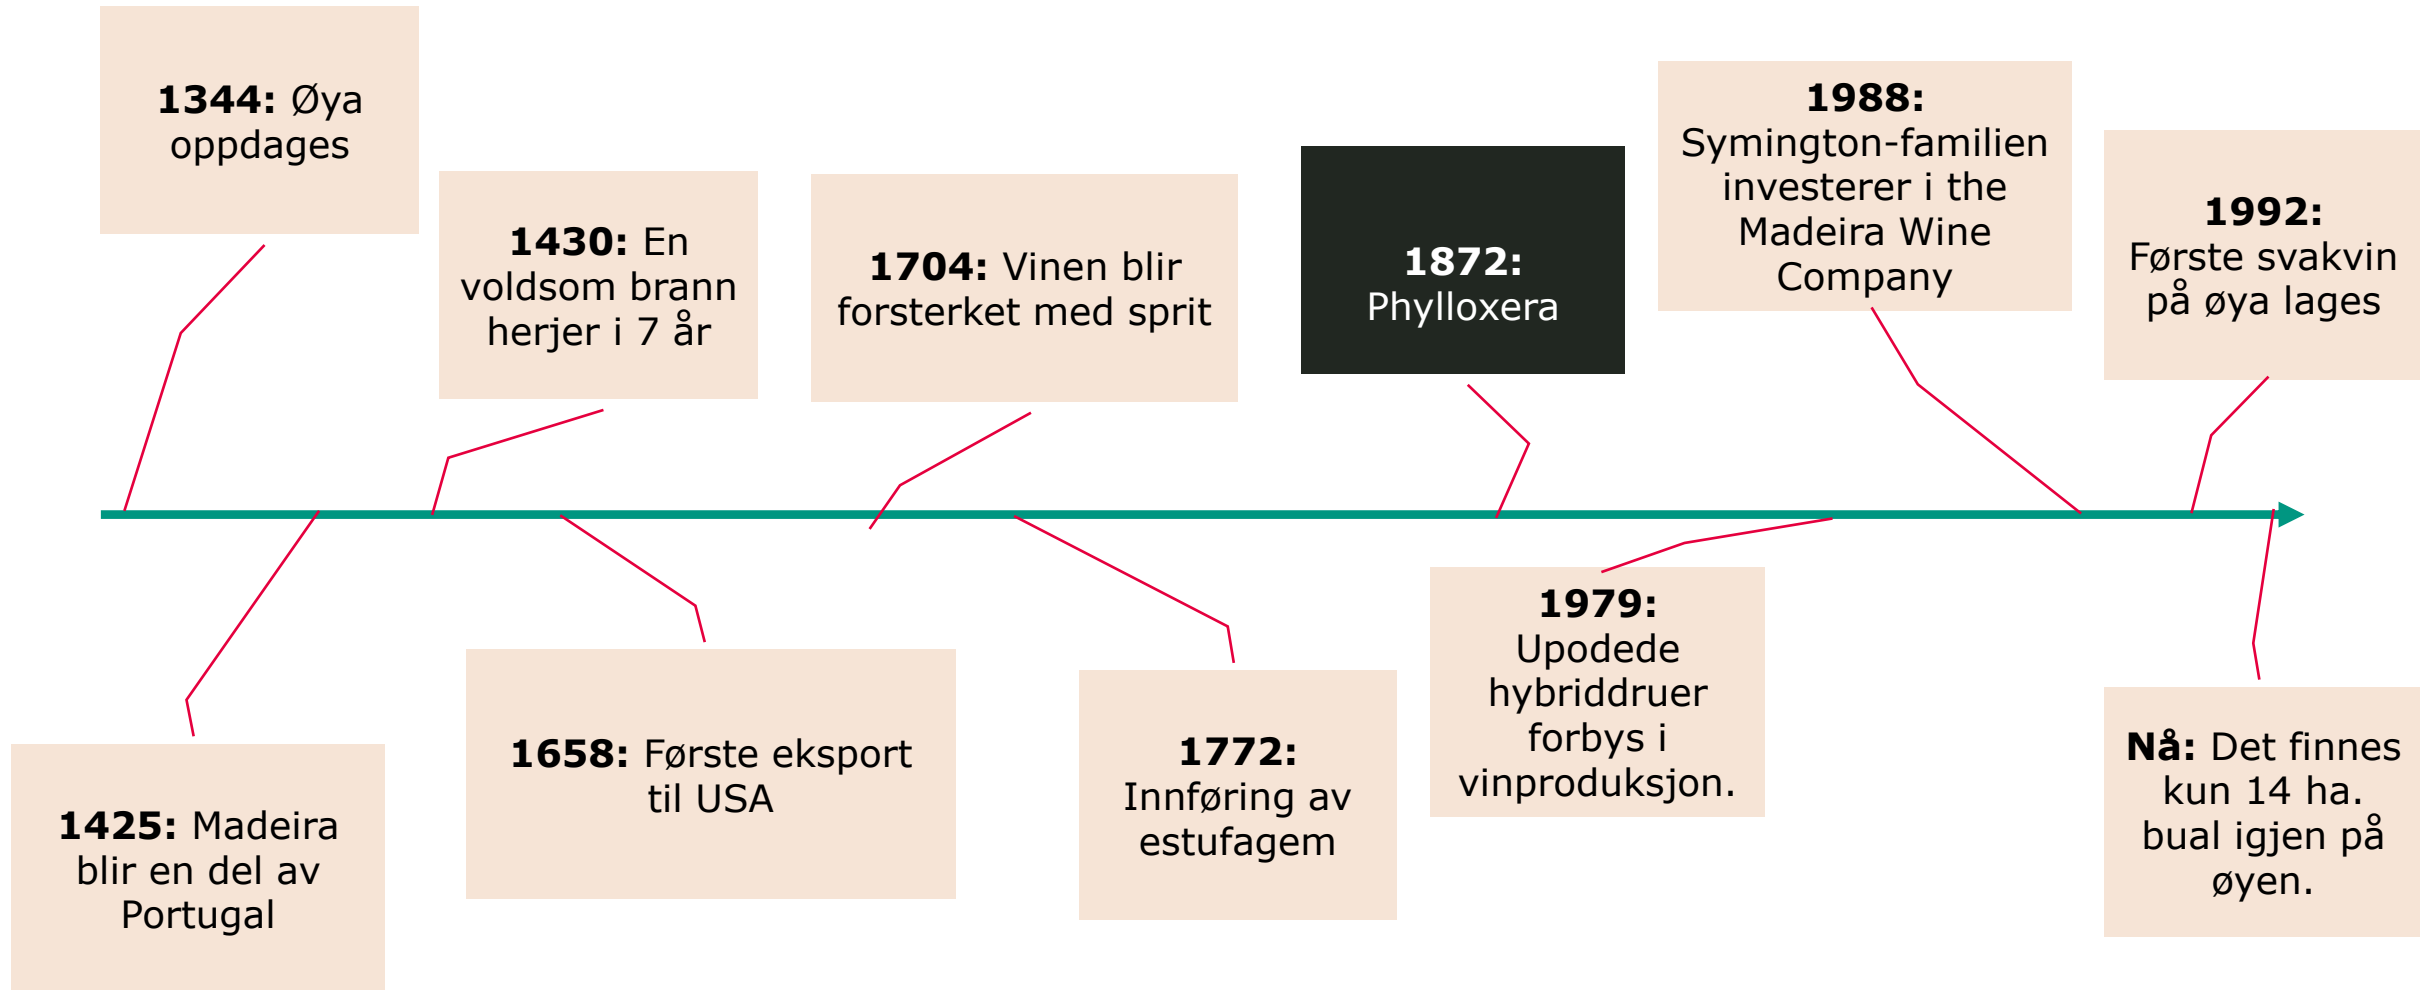 1344: Øya
oppdages
1425: Madeira
blir en del av
Portugal
1430: En
voldsom brann
herjer i 7 år
1658: Første eksport
til USA
1704: Vinen blir
forsterket med sprit
1772:
Innføring av
estufagem
1872:
Phylloxera
1979:
Upodede
hybriddruer
forbys i
vinproduksjon.
1988:
Symington-familien
investerer i the
Madeira Wine
Company
1992:
Første svakvin
på øya lages
Nå: Det finnes
kun 14 ha.
bual igjen på
øyen.